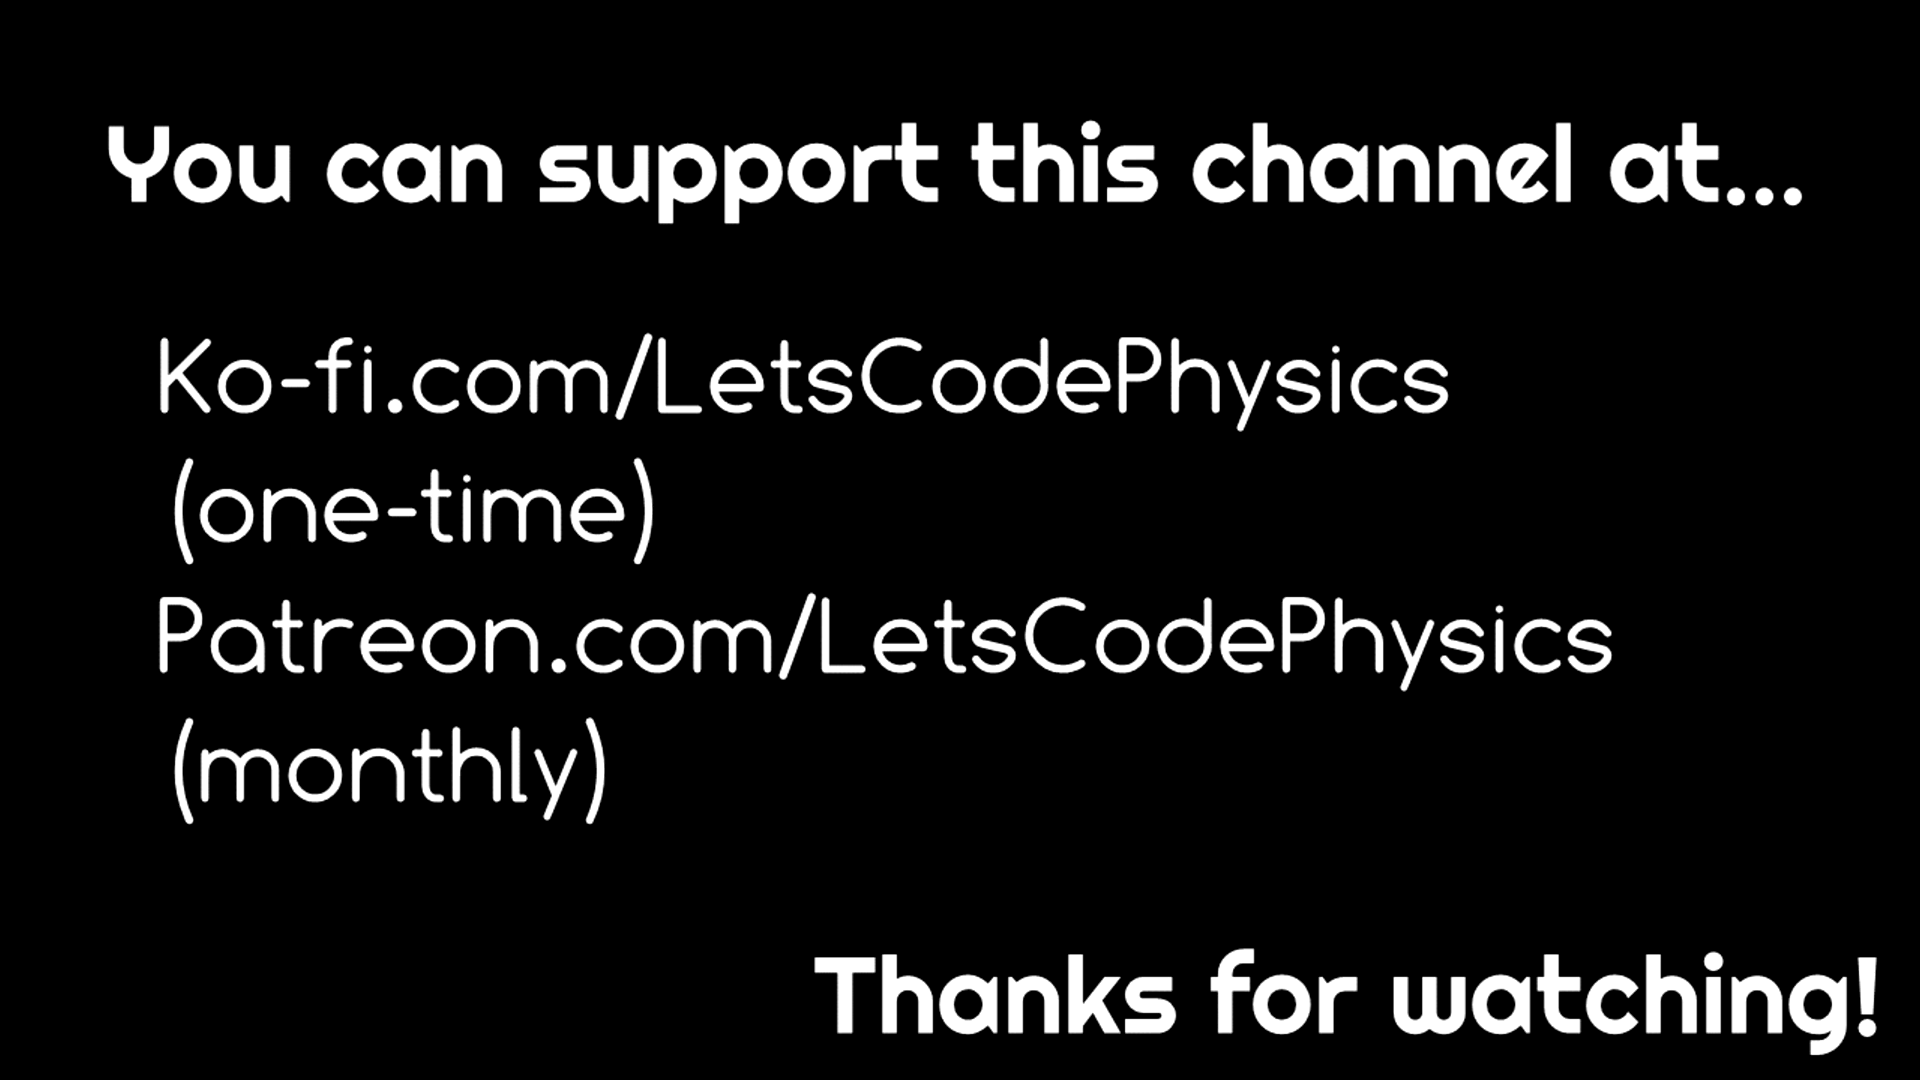 You can support this channel at...
Ko-fi.com/LetsCodePhysics
(one-time)
Patreon.com/LetsCodePhysics
(monthly)
Thanks for watching!